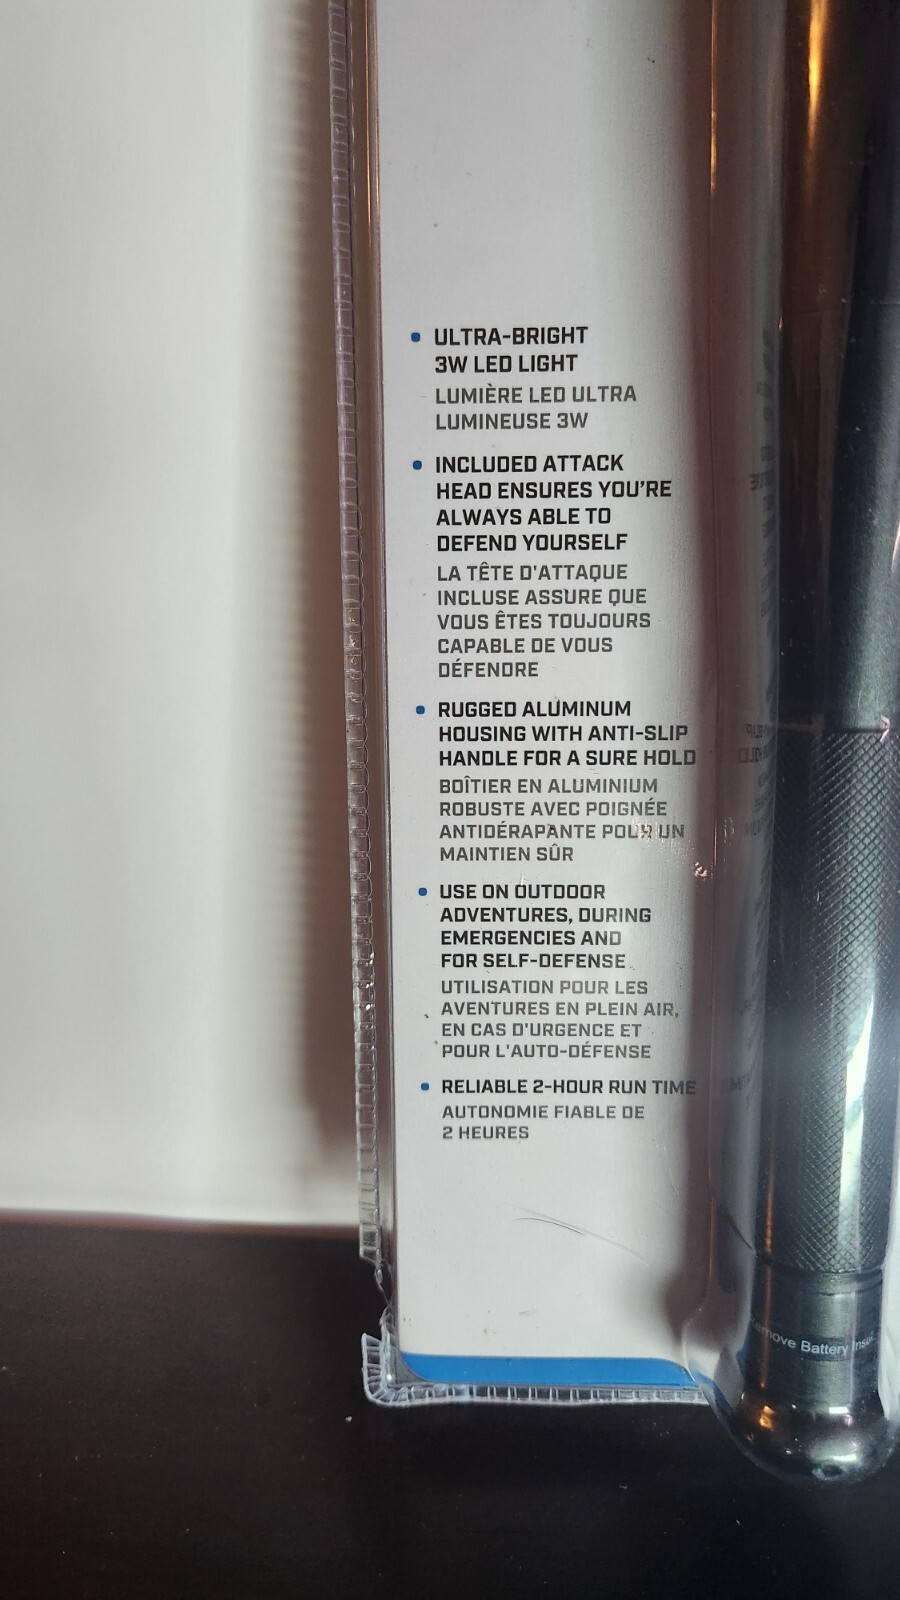 ULTRA-BRIGHT
3W LED LIGHT
LUMIÈRE LED ULTRA
LUMINEUSE 3W
INCLUDED ATTACK
HEAD ENSURES YOU'RE
ALWAYS ABLE TO
DEFEND YOURSELF
LA TÊTE D'ATTAQUE
INCLUSE ASSURE QUE
VOUS ÊTES TOUJOURS
CAPABLE DE VOUS
DÉFENDRE
RUGGED ALUMINUM
HOUSING WITH ANTI-SLIP
HANDLE FOR A SURE HOLD
BOÎTIER EN ALUMINIUM
ROBUSTE AVEC POIGNÉE
ANTIDÉRAPANTE POUR UN
MAINTIEN SÛR
USE ON OUTDOOR
ADVENTURES, DURING
EMERGENCIES AND
FOR SELF-DEFENSE
UTILISATION POUR LES
AVENTURES EN PLEIN AIR,
EN CAS D'URGENCE ET
POUR L'AUTO-DÉFENSE
RELIABLE 2-HOUR RUN TIME
AUTONOMIE FIABLE DE
2 HEURES
Battery